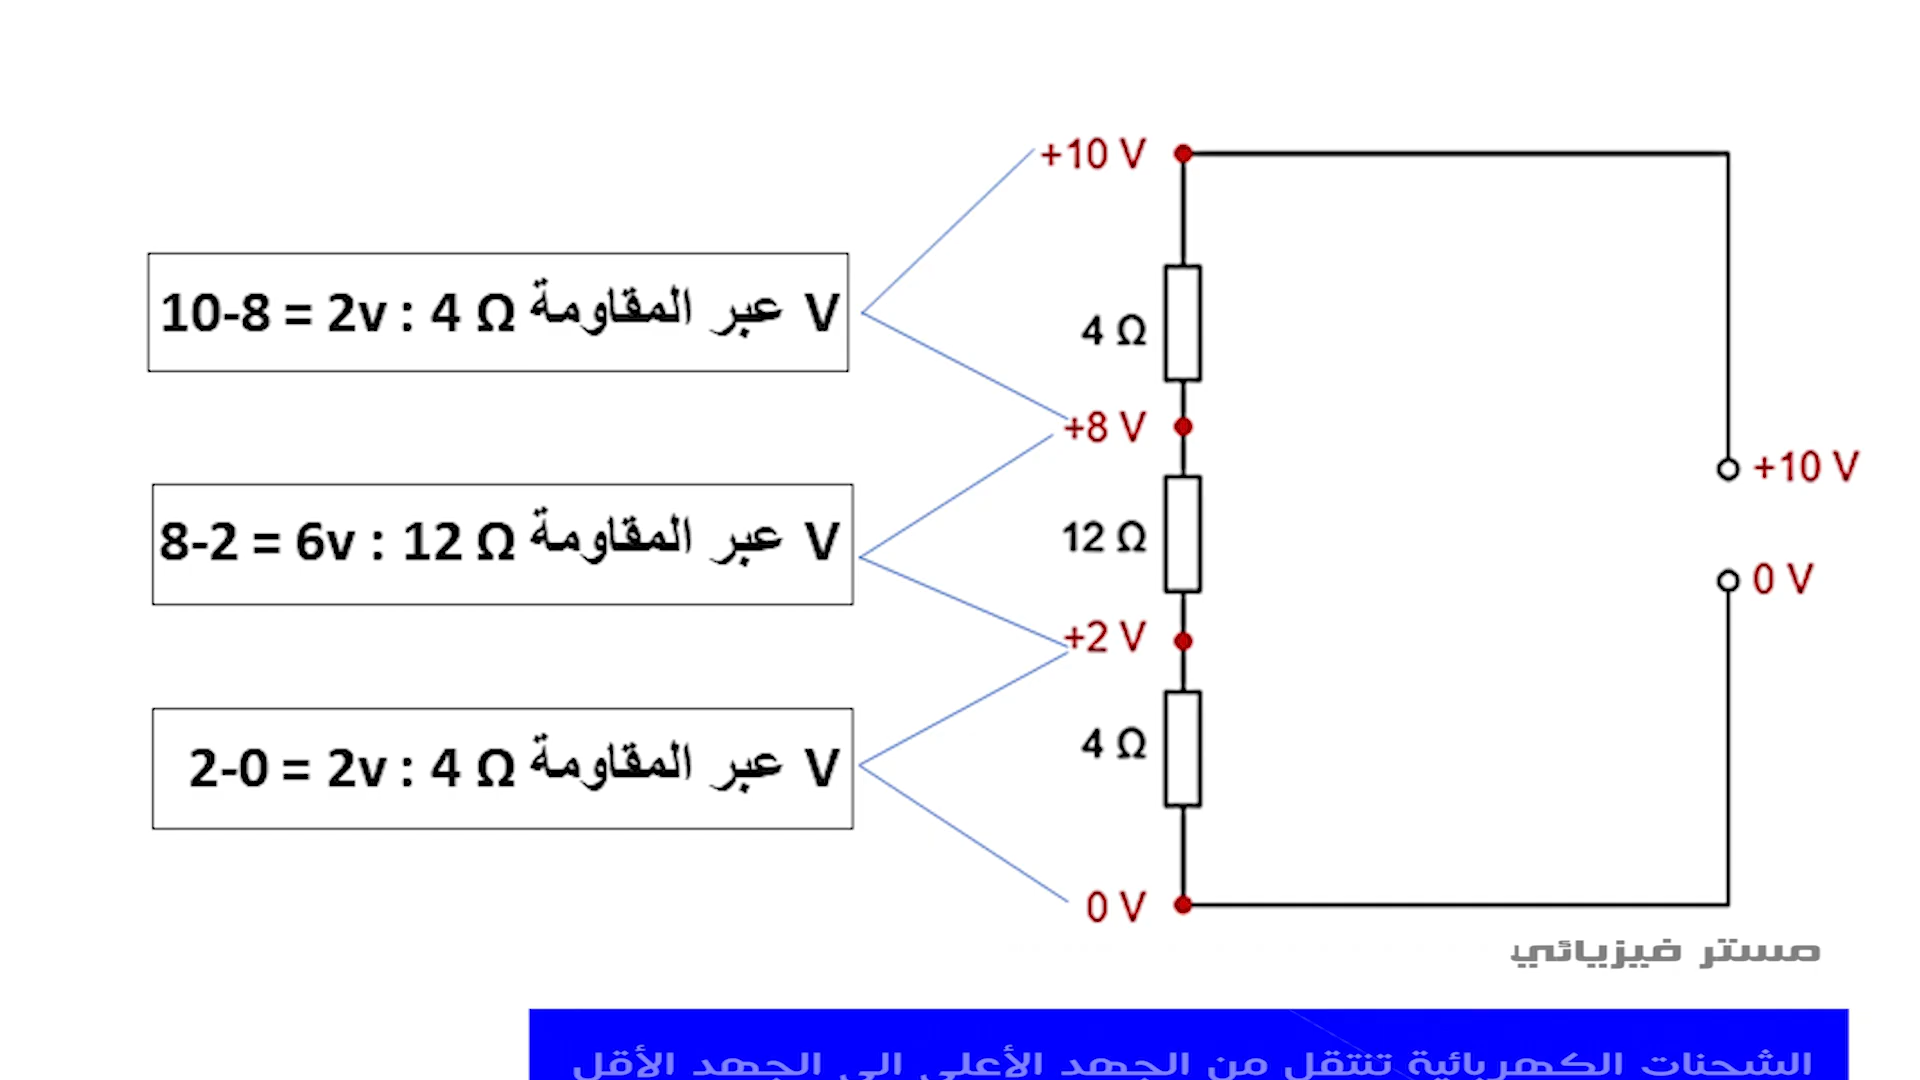 +10 V
V عبر المقاومة 4 Ω : 10-8 = 2v
4 Ω
+8 V
+10 V
V عبر المقاومة 12 Ω : 8-2 = 6v
12 Ω
0 V
+2 V
V عبر المقاومة 4 Ω : 2-0 = 2v
4 Ω
0 V
مستر فيزيائي
الشحنات الكهربائية تنتقل من الجهد الأعلى الى الجهد الأقل